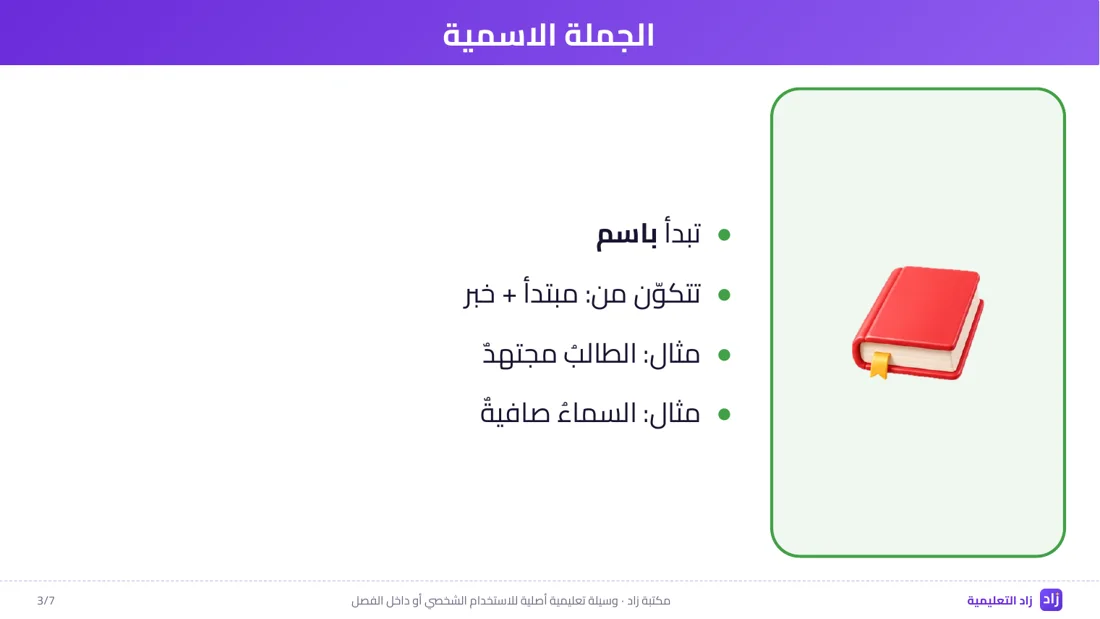 الجملة الاسمية
تبدأ باسم
تتكوّن من: مبتدأ + خبر
مثال: الطالبُ مجتهدٌ
مثال: السماءُ صافيةٌ
زاد زاد التعليمية
مكتبة زاد · وسيلة تعليمية أصلية للاستخدام الشخصي أو داخل الفصل
3/7